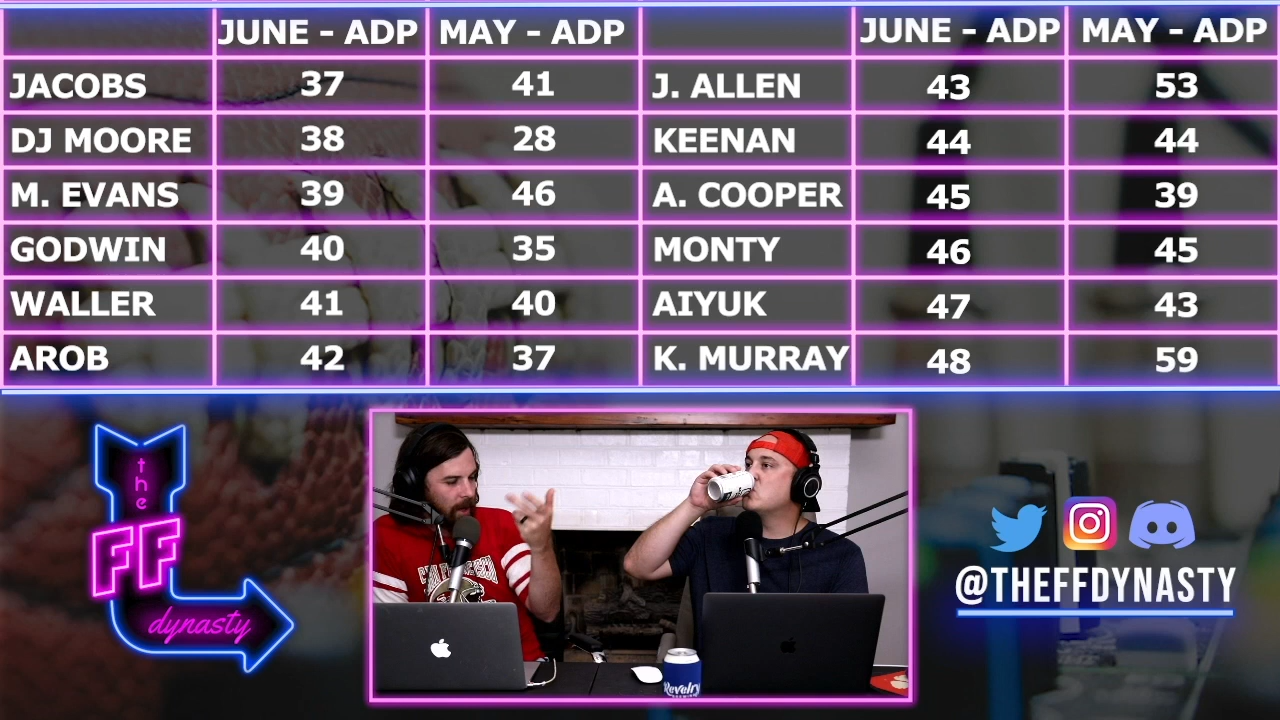 JUNE - ADP MAY - ADP JUNE - ADP MAY - ADP
JACOBS 37 41 J. ALLEN 43 53
DJ MOORE 38 28 KEENAN 44 44
M. EVANS 39 46 A. COOPER 45 39
GODWIN 40 35 MONTY 46 45
WALLER 41 40 AIYUK 47 43
AROB 42 37 K. MURRAY 48 59
the
FF
dynasty
Revelry
@THEFFDYNASTY